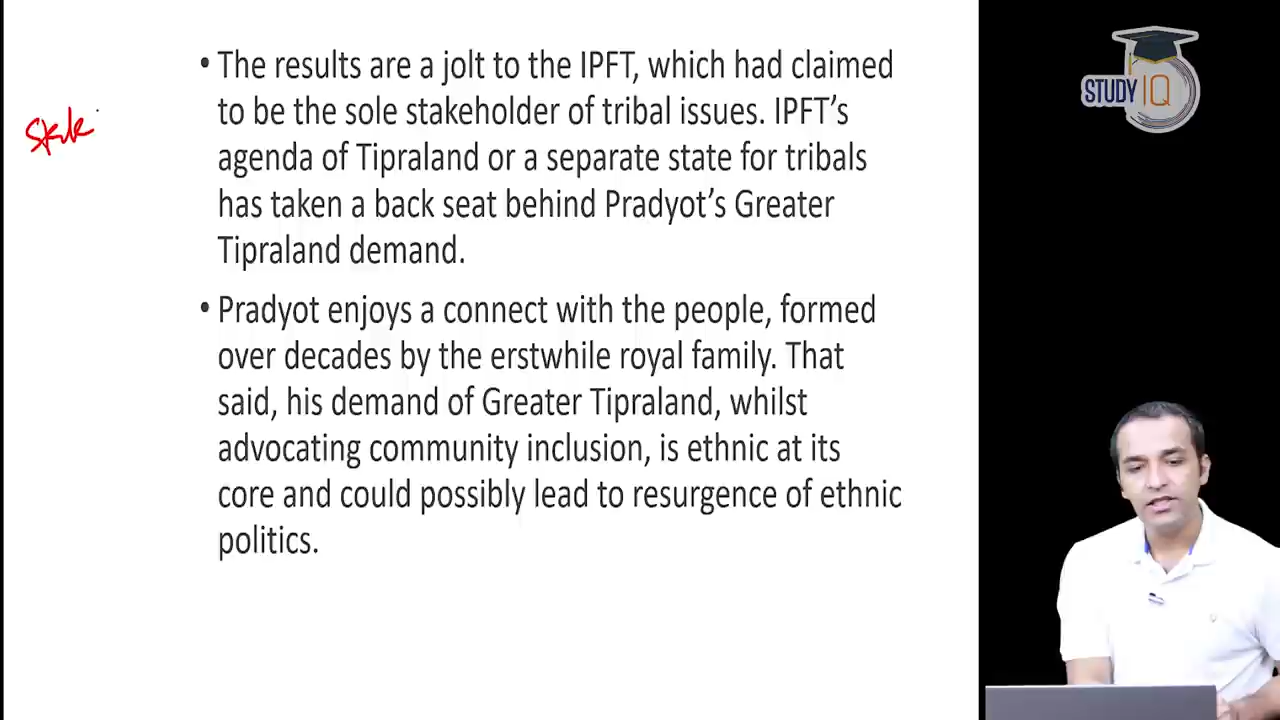 • The results are a jolt to the IPFT, which had claimed
to be the sole stakeholder of tribal issues. IPFT’s
agenda of Tipraland or a separate state for tribals
has taken a back seat behind Pradyot’s Greater
Tipraland demand.
• Pradyot enjoys a connect with the people, formed
over decades by the erstwhile royal family. That
said, his demand of Greater Tipraland, whilst
advocating community inclusion, is ethnic at its
core and could possibly lead to resurgence of ethnic
politics.
STUDY IQ